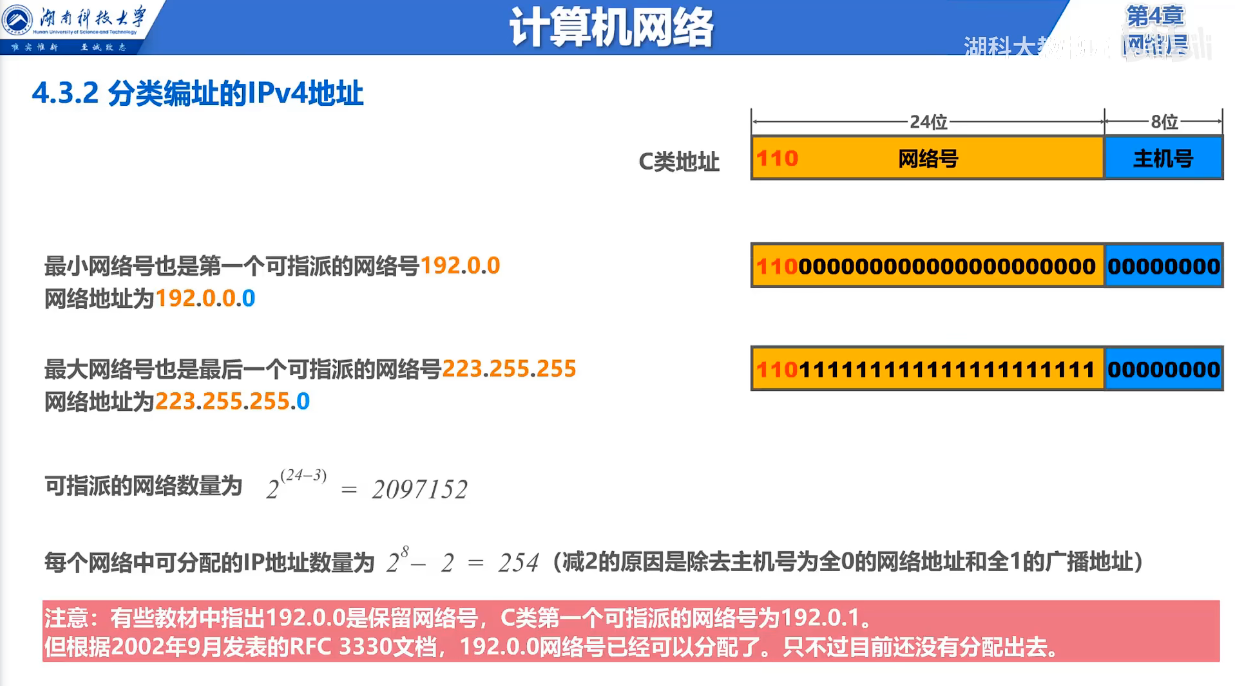 湖南科技大学
Hunan University of Science and Technology
唯实惟新 至诚致志
计算机网络
第4章
网络层
湖科大教
4.3.2 分类编址的IPv4地址
24位 8位
C类地址 110 网络号 主机号
最小网络号也是第一个可指派的网络号192.0.0
网络地址为192.0.0.0
110000000000000000000000 00000000
最大网络号也是最后一个可指派的网络号223.255.255
网络地址为223.255.255.0
110111111111111111111111 00000000
可指派的网络数量为 2^(24−3) = 2097152
每个网络中可分配的IP地址数量为 2^8 − 2 = 254（减2的原因是除去主机号为全0的网络地址和全1的广播地址）
注意：有些教材中指出192.0.0是保留网络号，C类第一个可指派的网络号为192.0.1。
但根据2002年9月发表的RFC 3330文档，192.0.0网络号已经可以分配了。只不过目前还没有分配出去。